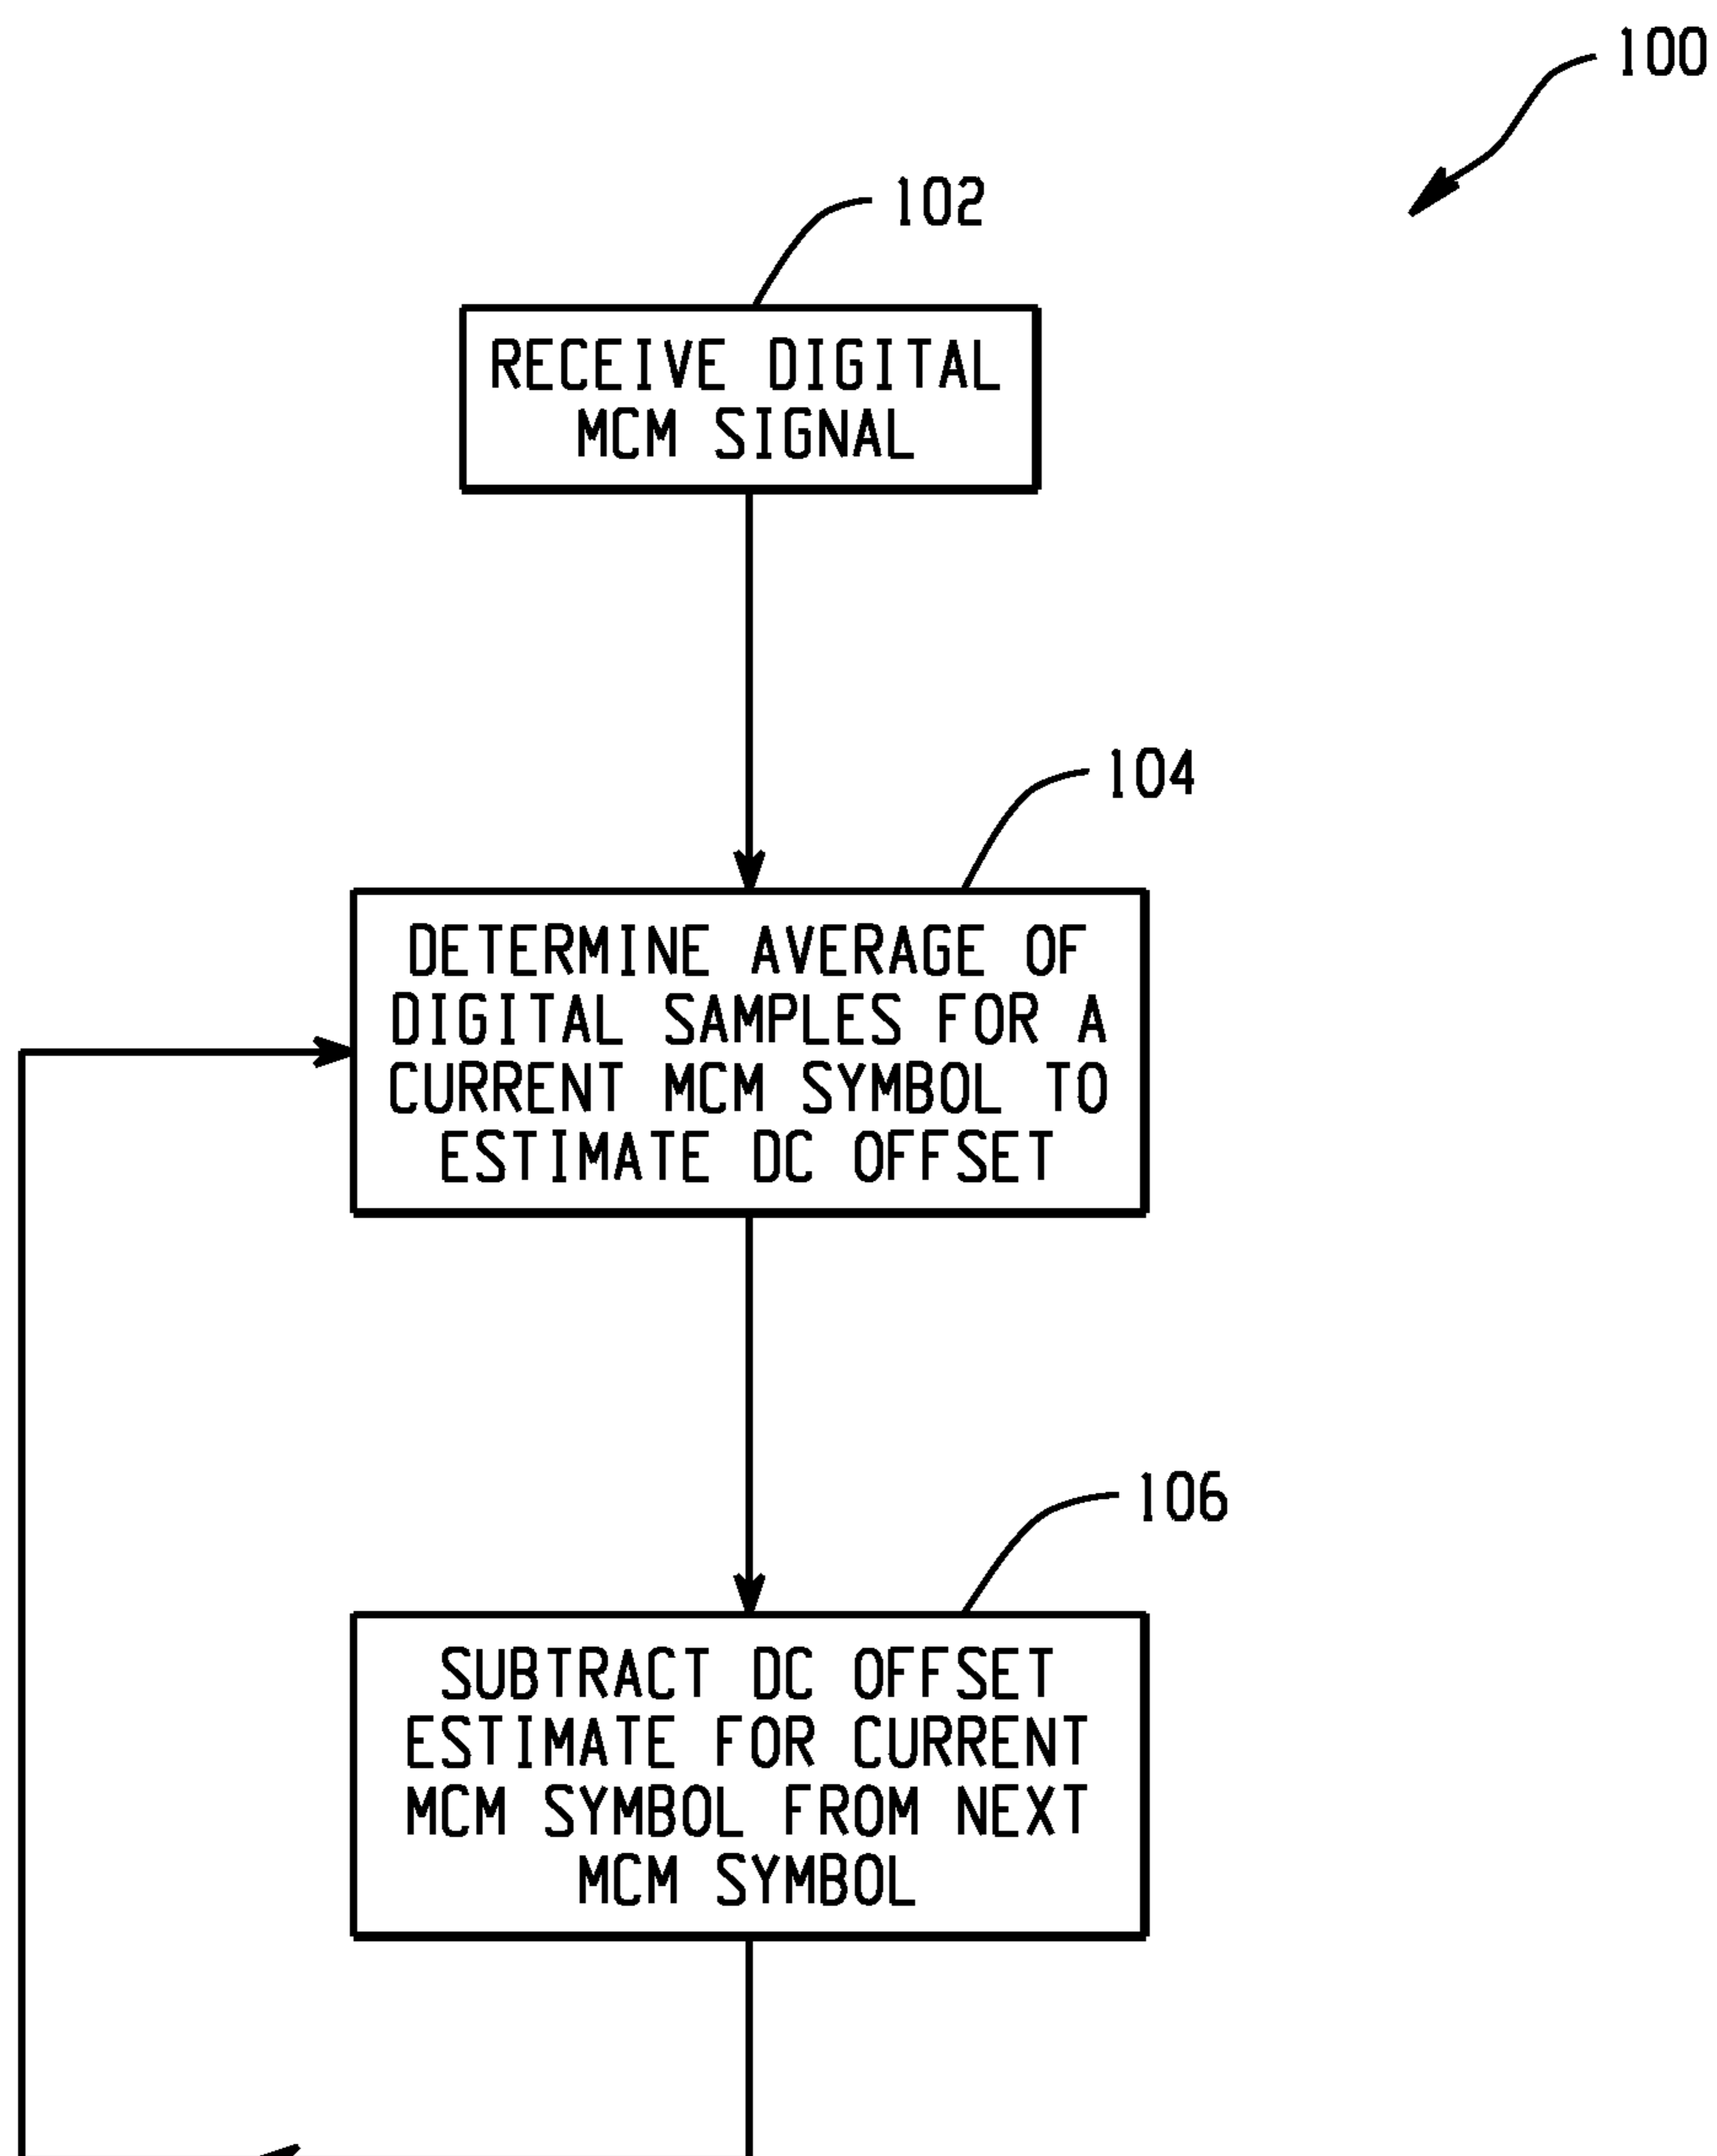 100
102
RECEIVE DIGITAL
MCM SIGNAL
104
DETERMINE AVERAGE OF
DIGITAL SAMPLES FOR A
CURRENT MCM SYMBOL TO
ESTIMATE DC OFFSET
106
SUBTRACT DC OFFSET
ESTIMATE FOR CURRENT
MCM SYMBOL FROM NEXT
MCM SYMBOL